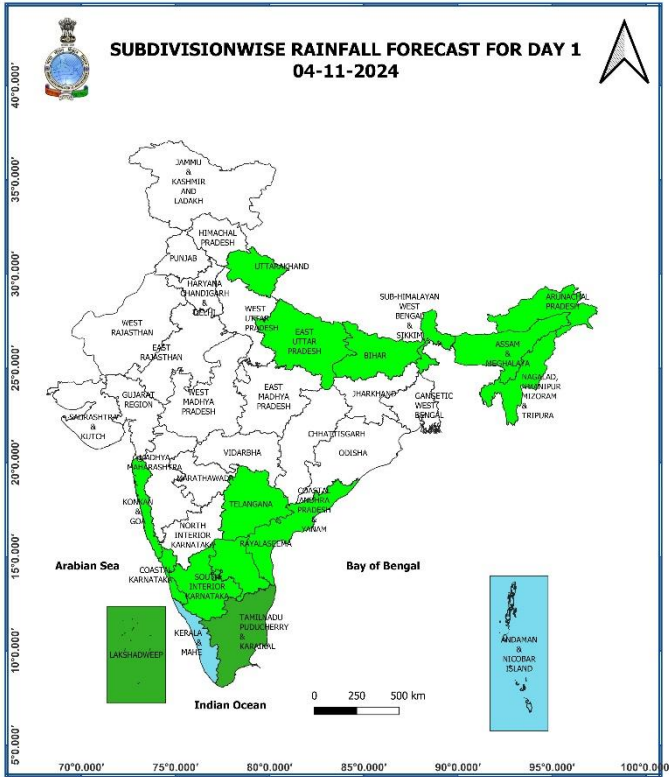 SUBDIVISIONWISE RAINFALL FORECAST FOR DAY 1
04-11-2024
40°0.000'
35°0.000'
30°0.000'
25°0.000'
20°0.000'
15°0.000'
10°0.000'
5°0.000'
JAMMU
&
KASHMIR
AND
LADAKH
HIMACHAL
PRADESH
PUNJAB
UTTARAKHAND
HARYANA
CHANDIGARH
&
DELHI
WEST
UTTAR
PRADESH
EAST
UTTAR
PRADESH
BIHAR
SUB-HIMALAYAN
WEST
BENGAL
&
SIKKIM
ARUNACHAL
PRADESH
ASSAM
&
MEGHALAYA
NAGALAD,
MIZORAM
&
TRIPURA
WEST
RAJASTHAN
EAST
RAJASTHAN
GUJARAT
REGION
SAURASHTRA
&
KUTCH
WEST
MADHYA
PRADESH
EAST
MADHYA
PRADESH
JHARKHAND
GANGETIC
WEST
BENGAL
CHHATTISGARH
ODISHA
VIDARBHA
MADHYA
MAHARASHTRA
MARATHAWADA
KONKAN
&
GOA
TELANGANA
COASTAL
ANDHRA
PRADESH
&
YANAM
NORTH
INTERIOR
KARNATAKA
RAYALASEEMA
COASTAL
KARNATAKA
SOUTH
INTERIOR
KARNATAKA
Arabian Sea
Bay of Bengal
LAKSHADWEEP
KERALA
&
MAHE
TAMILNADU
PUDUCHERRY
&
KARAIKAL
ANDAMAN
&
NICOBAR
ISLAND
Indian Ocean
0 250 500 km
70°0.000' 75°0.000' 80°0.000' 85°0.000' 90°0.000' 95°0.000' 100°0.000'